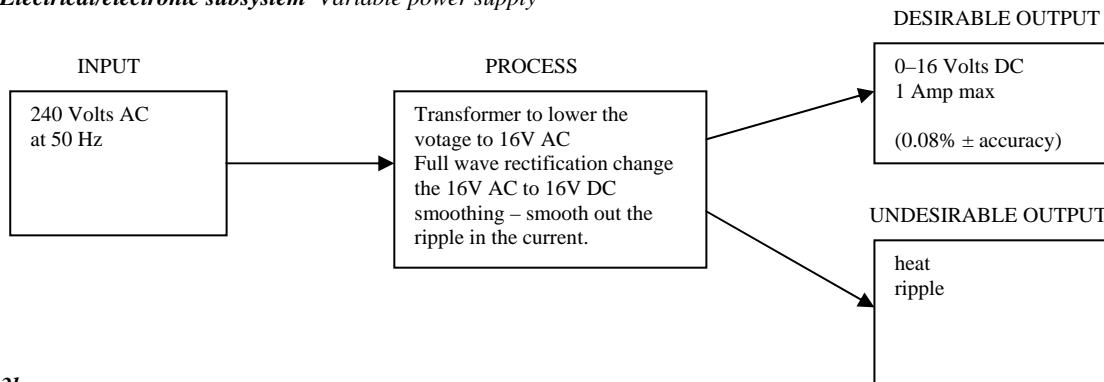 Electrical/electronic subsystem Variable power supply
DESIRABLE OUTPUT
INPUT
PROCESS
240 Volts AC
at 50 Hz
Transformer to lower the
votage to 16V AC
Full wave rectification change
the 16V AC to 16V DC
smoothing – smooth out the
ripple in the current.
0–16 Volts DC
1 Amp max
(0.08% ± accuracy)
UNDESIRABLE OUTPUT
heat
ripple